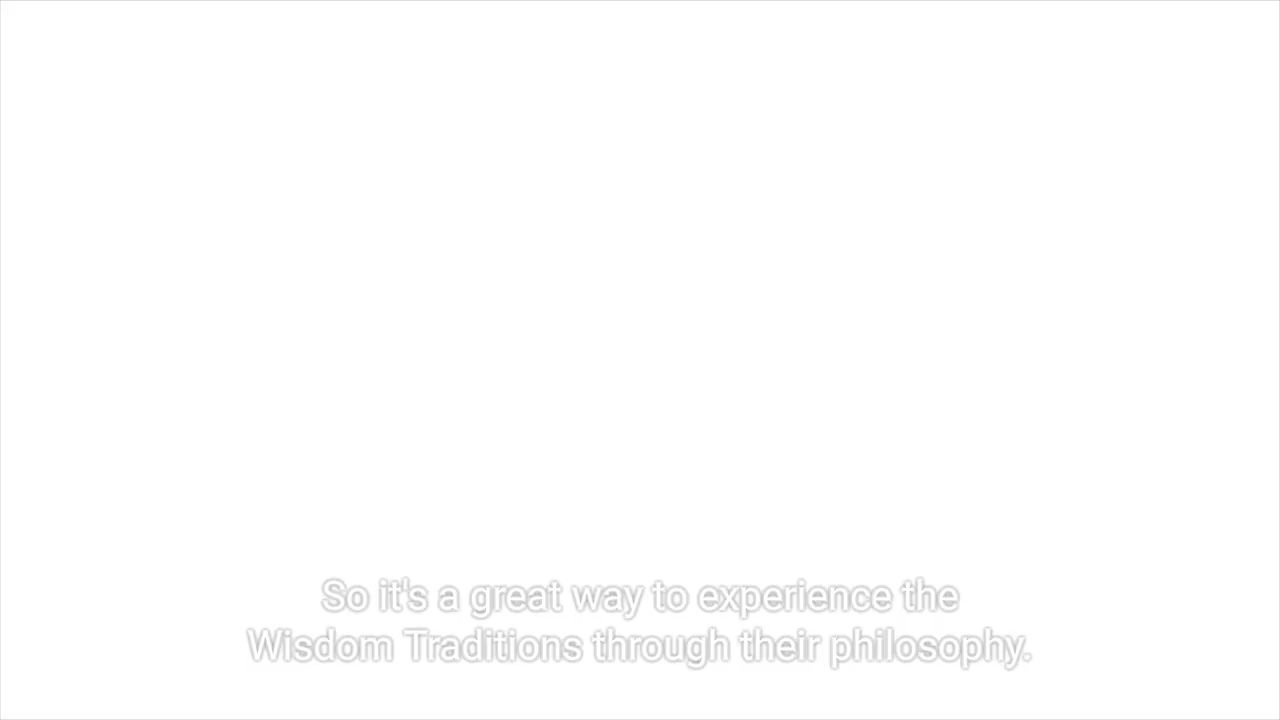 So it's a great way to experience the
Wisdom Traditions through their philosophy.